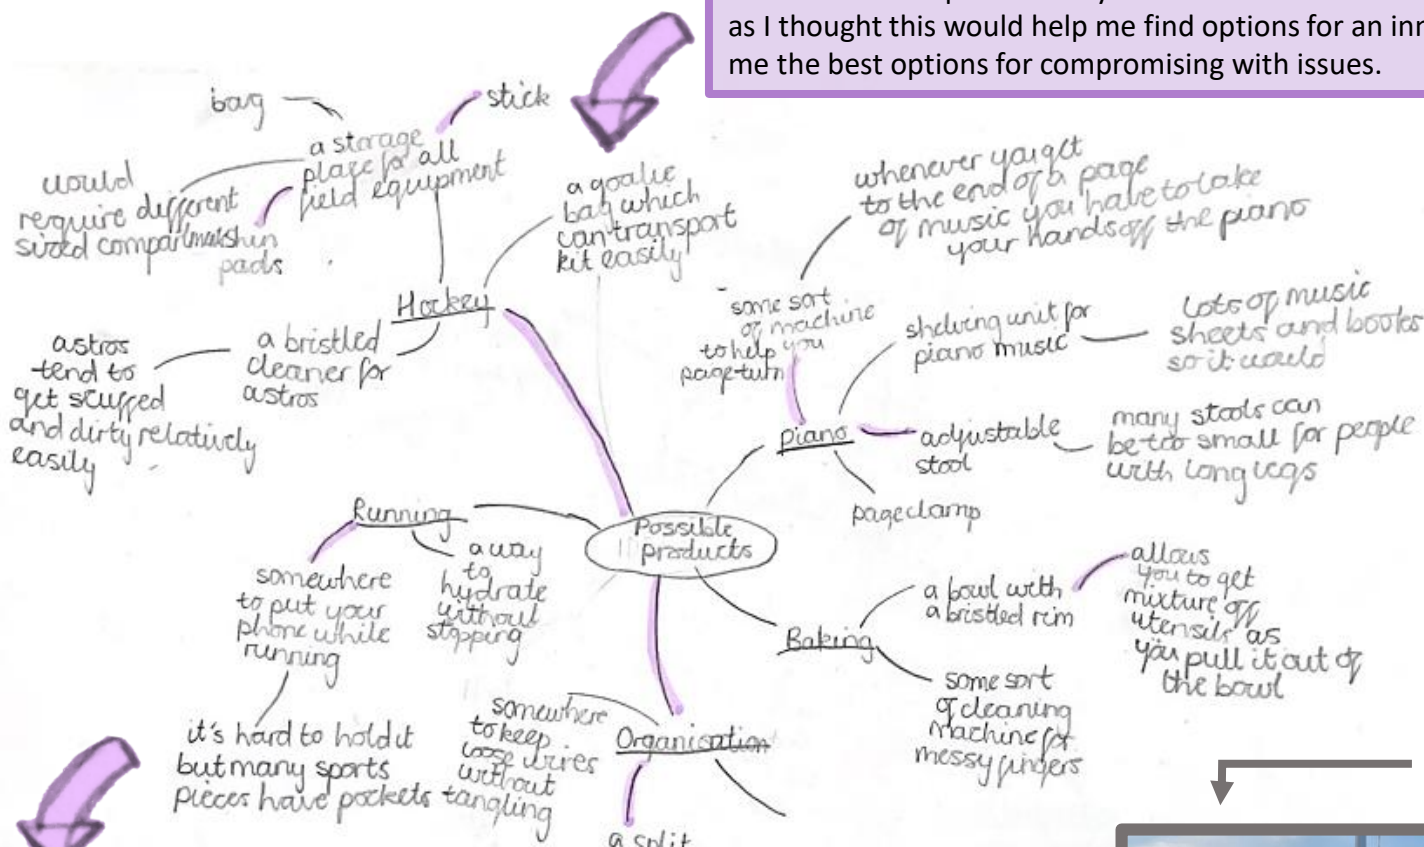 as I thought this would help me find options for an inn
me the best options for compromising with issues.
bag
stick
a storage
place for all
field equipment
would
require different
sized compartments
shin
pads
a goalie
bag which
can transport
kit easily
Hockey
a bristled
cleaner for
astros
astros
tend to
get scuffed
and dirty relatively
easily
whenever you get
to the end of a page
of music you have to take
your hands off the piano
some sort
of machine
to help you
page turn
shelving unit for
piano music
Lots of music
sheets and books
so it would
piano
adjustable
stool
many stools can
be too small for people
with long legs
page clamp
Possible
products
Running
a way
to
hydrate
without
stopping
somewhere
to put your
phone while
running
it's hard to hold it
but many sports
pieces have pockets
Baking
a bowl with
a bristled rim
allows
you to get
mixture off
utensils as
you pull it out of
the bowl
some sort
of cleaning
machine for
messy fingers
Organisation
somewhere
to keep
loose wires
without
tangling
a split